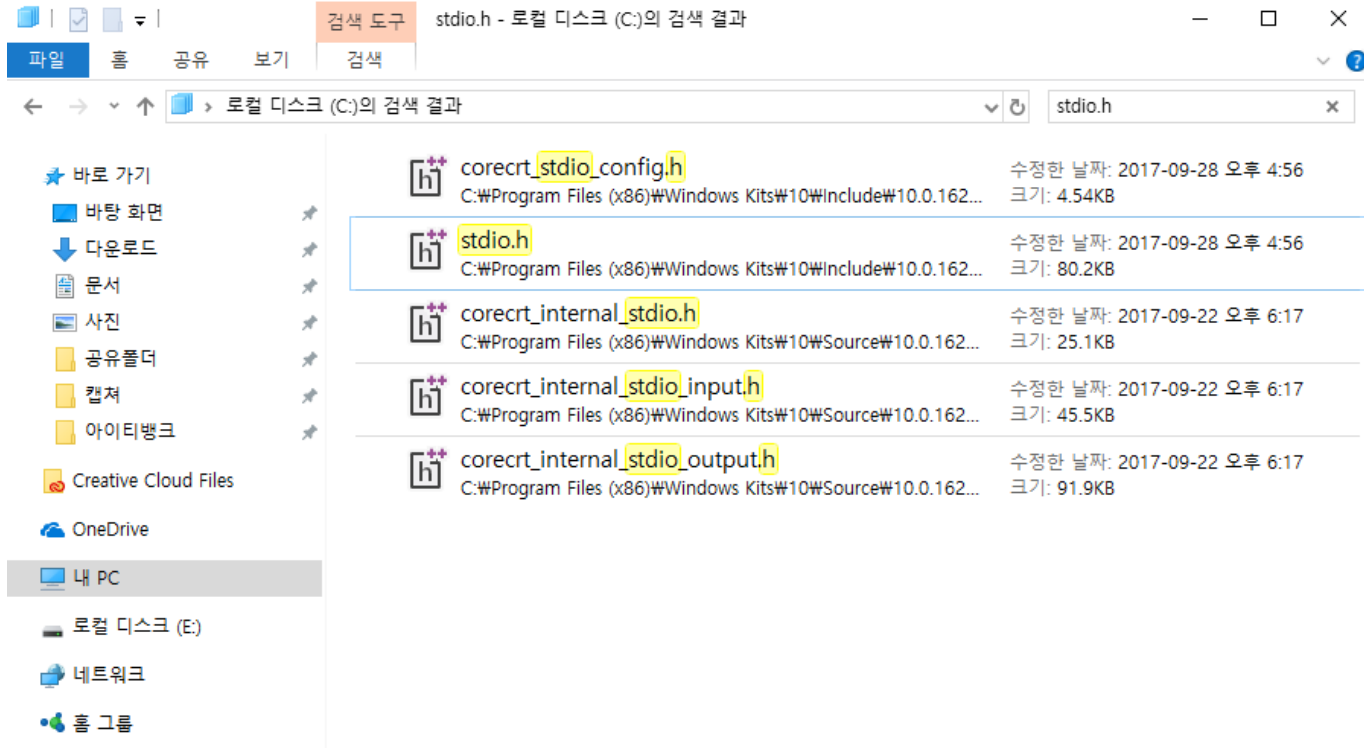 검색 도구 stdio.h - 로컬 디스크 (C:)의 검색 결과
파일 홈 공유 보기 검색
로컬 디스크 (C:)의 검색 결과 stdio.h
바로 가기
바탕 화면
다운로드
문서
사진
공유폴더
캡쳐
아이티뱅크
Creative Cloud Files
OneDrive
내 PC
로컬 디스크 (E:)
네트워크
홈 그룹
corecrt_stdio_config.h 수정한 날짜: 2017-09-28 오후 4:56
C:₩Program Files (x86)₩Windows Kits₩10₩Include₩10.0.162... 크기: 4.54KB
stdio.h 수정한 날짜: 2017-09-28 오후 4:56
C:₩Program Files (x86)₩Windows Kits₩10₩Include₩10.0.162... 크기: 80.2KB
corecrt_internal_stdio.h 수정한 날짜: 2017-09-22 오후 6:17
C:₩Program Files (x86)₩Windows Kits₩10₩Source₩10.0.162... 크기: 25.1KB
corecrt_internal_stdio_input.h 수정한 날짜: 2017-09-22 오후 6:17
C:₩Program Files (x86)₩Windows Kits₩10₩Source₩10.0.162... 크기: 45.5KB
corecrt_internal_stdio_output.h 수정한 날짜: 2017-09-22 오후 6:17
C:₩Program Files (x86)₩Windows Kits₩10₩Source₩10.0.162... 크기: 91.9KB